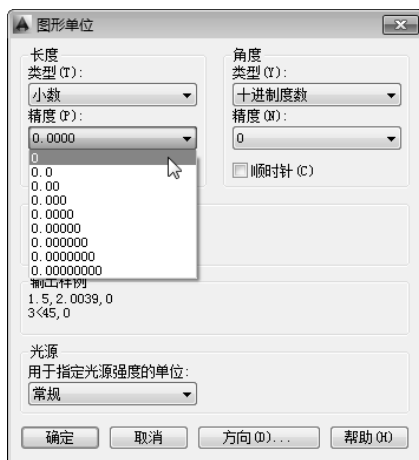 图形单位
长度
类型(T):
小数
精度(P):
0.0000
0
0.0
0.00
0.000
0.0000
0.00000
0.000000
0.0000000
0.00000000
角度
类型(Y):
十进制度数
精度(N):
0
顺时针(C)
输出样例
1.5,2.0039,0
3<45,0
光源
用于指定光源强度的单位:
常规
确定
取消
方向(D)...
帮助(H)